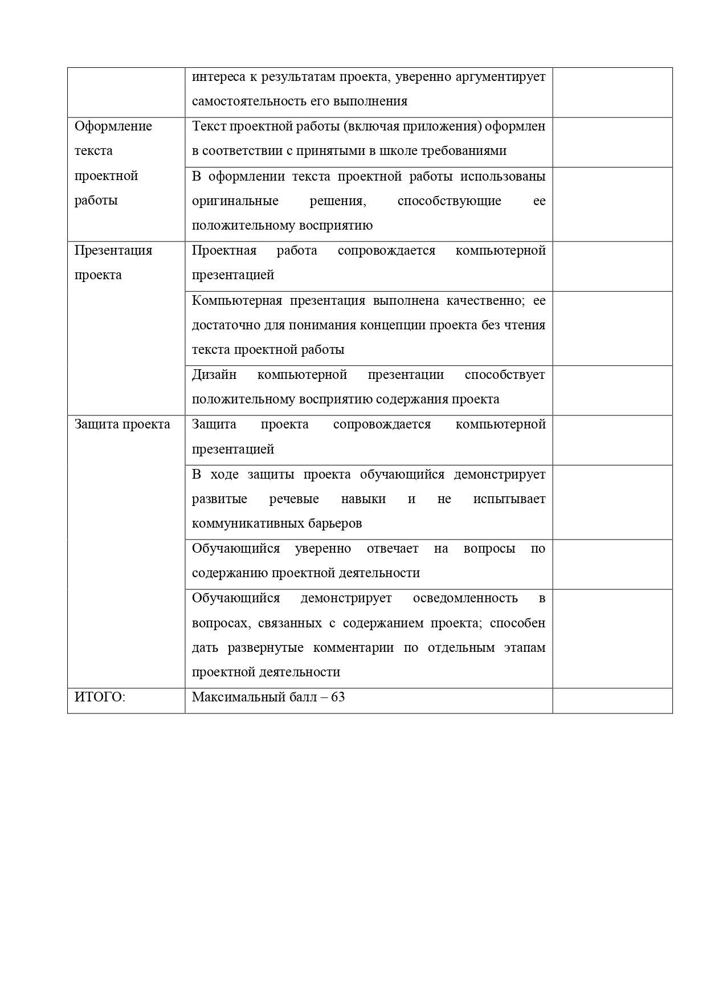 интереса к результатам проекта, уверенно аргументирует
самостоятельность его выполнения
Оформление
текста
проектной
работы
Текст проектной работы (включая приложения) оформлен
в соответствии с принятыми в школе требованиями
В оформлении текста проектной работы использованы
оригинальные решения, способствующие ее
положительному восприятию
Презентация
проекта
Проектная работа сопровождается компьютерной
презентацией
Компьютерная презентация выполнена качественно; ее
достаточно для понимания концепции проекта без чтения
текста проектной работы
Дизайн компьютерной презентации способствует
положительному восприятию содержания проекта
Защита проекта
Защита проекта сопровождается компьютерной
презентацией
В ходе защиты проекта обучающийся демонстрирует
развитые речевые навыки и не испытывает
коммуникативных барьеров
Обучающийся уверенно отвечает на вопросы по
содержанию проектной деятельности
Обучающийся демонстрирует осведомленность в
вопросах, связанных с содержанием проекта; способен
дать развернутые комментарии по отдельным этапам
проектной деятельности
ИТОГО:
Максимальный балл – 63